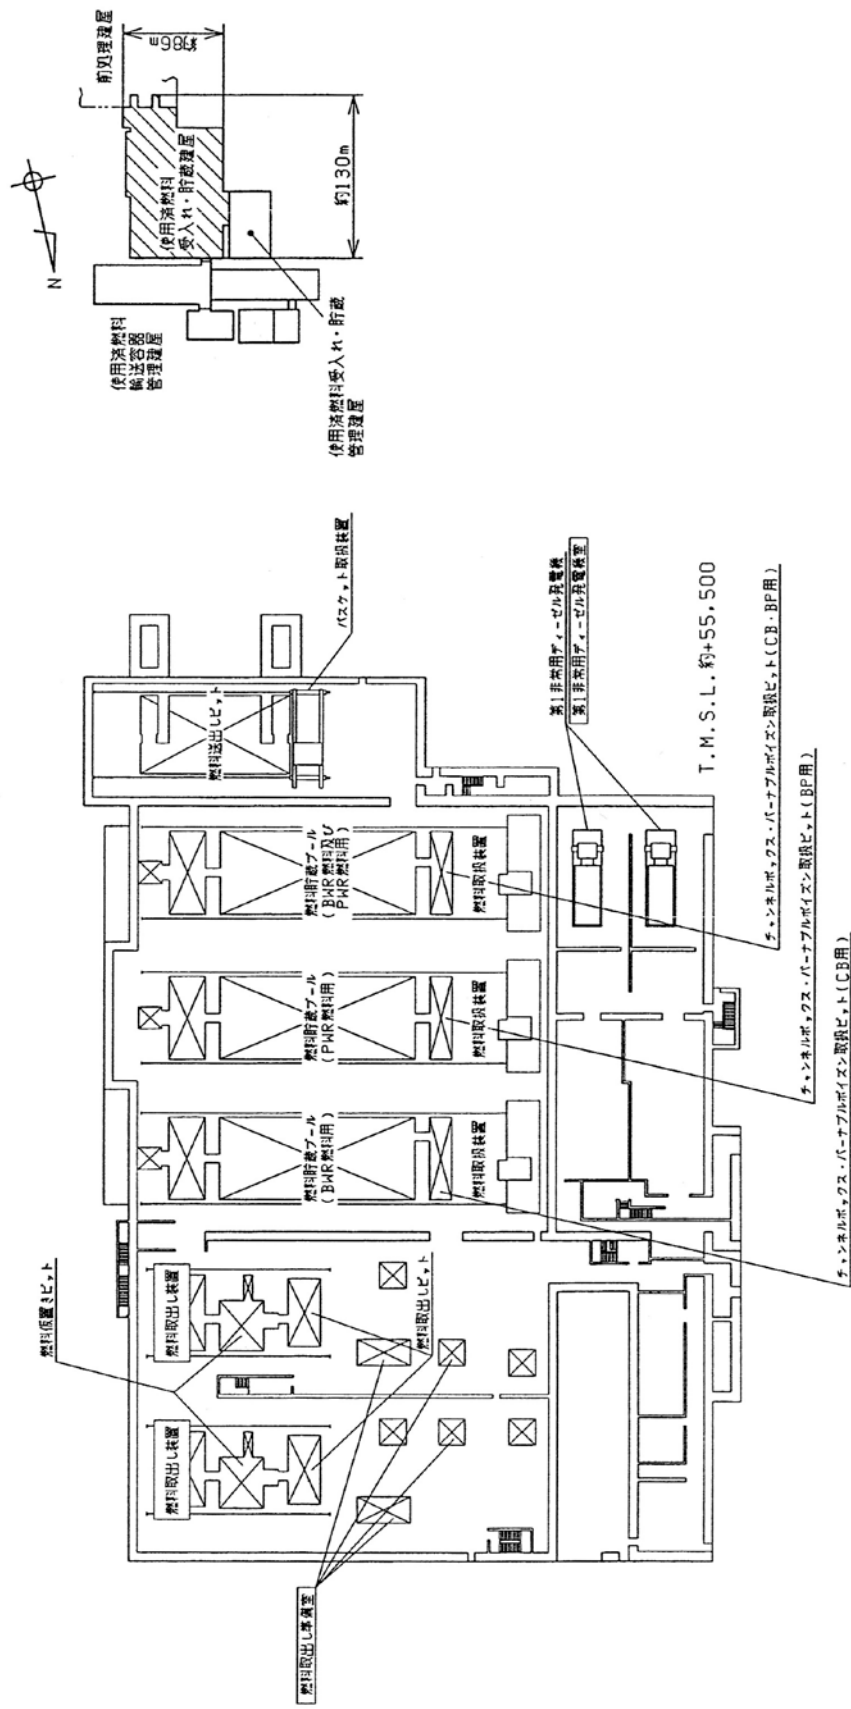 N
前処理建屋
約86m
使用済燃料
受入れ・貯蔵建屋
約130m
使用済燃料
輸送容器
管理建屋
使用済燃料受入れ・貯蔵
管理建屋
燃料仮置きピット
燃料取出し装置
燃料取出し装置
燃料取出しピット
燃料取出し準備室
燃料貯蔵プール
(BWR燃料用)
燃料取扱装置
燃料貯蔵プール
(PWR燃料用)
燃料取扱装置
燃料貯蔵プール
(BWR燃料及び
PWR燃料用)
燃料取扱装置
燃料送出しピット
バスケット取扱装置
第1非常用ディーゼル発電機
第1非常用ディーゼル発電機室
T.M.S.L.約+55,500
チャンネルボックス・バーナブルポイズン取扱ピット(CB・BP用)
チャンネルボックス・バーナブルポイズン取扱ピット(BP用)
チャンネルボックス・バーナブルポイズン取扱ピット(CB用)